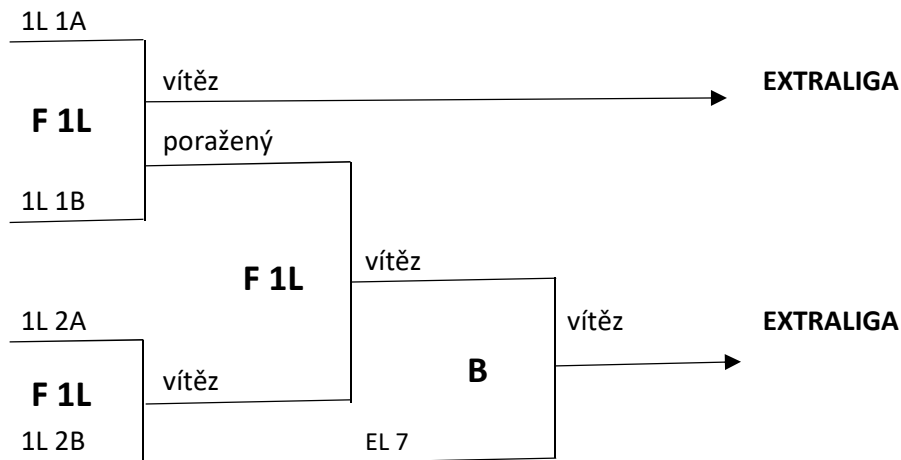 1L 1A
vítěz
EXTRALIGA
F 1L
poražený
1L 1B
F 1L
vítěz
1L 2A
vítěz
EXTRALIGA
B
F 1L
vítěz
1L 2B
EL 7